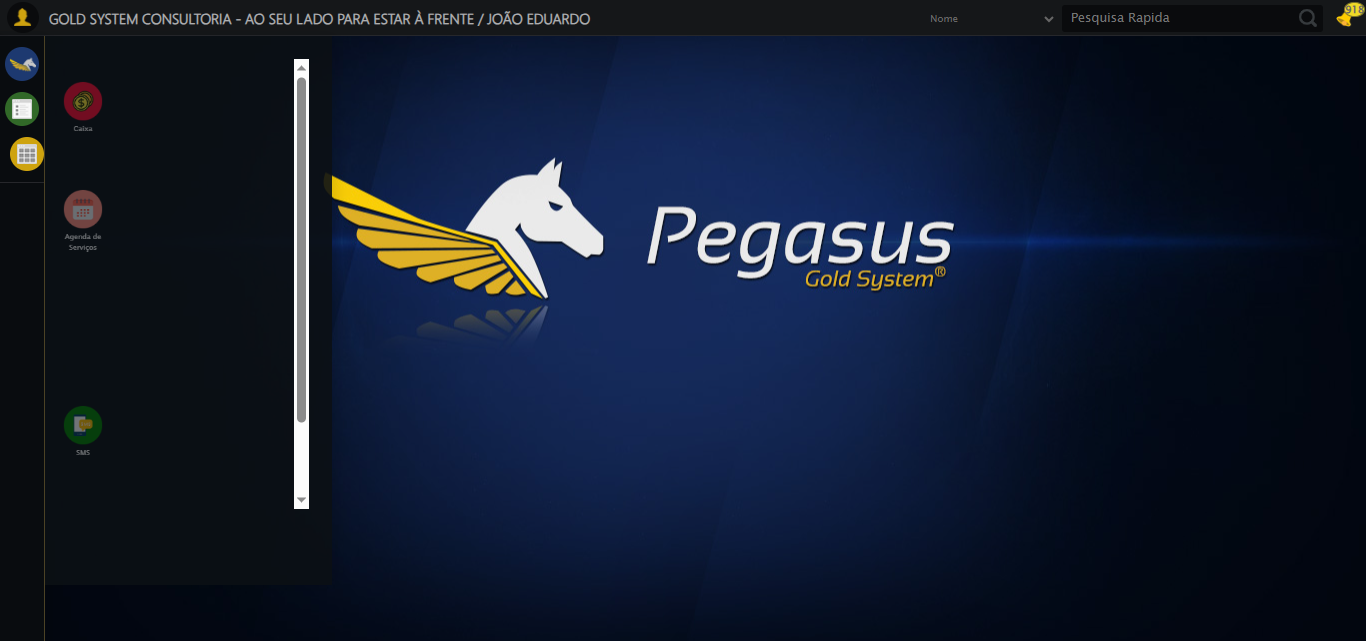 GOLD SYSTEM CONSULTORIA - AO SEU LADO PARA ESTAR À FRENTE / JOÃO EDUARDO
Nome
Pesquisa Rapida
918
Caixa
Agenda de
Serviços
SMS
Pegasus
Gold System®